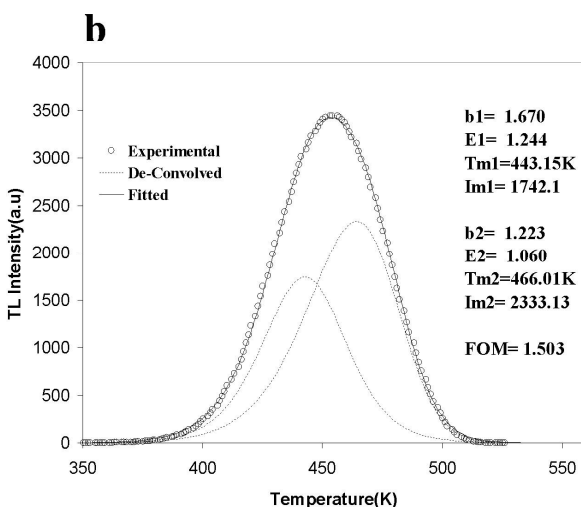 b
4000
3500
3000
2500
2000
1500
1000
500
0
TL Intensity(a.u)
Experimental
De-Convolved
Fitted
b1= 1.670
E1= 1.244
Tm1=443.15K
Im1= 1742.1
b2= 1.223
E2= 1.060
Tm2=466.01K
Im2= 2333.13
FOM= 1.503
350 400 450 500 550
Temperature(K)